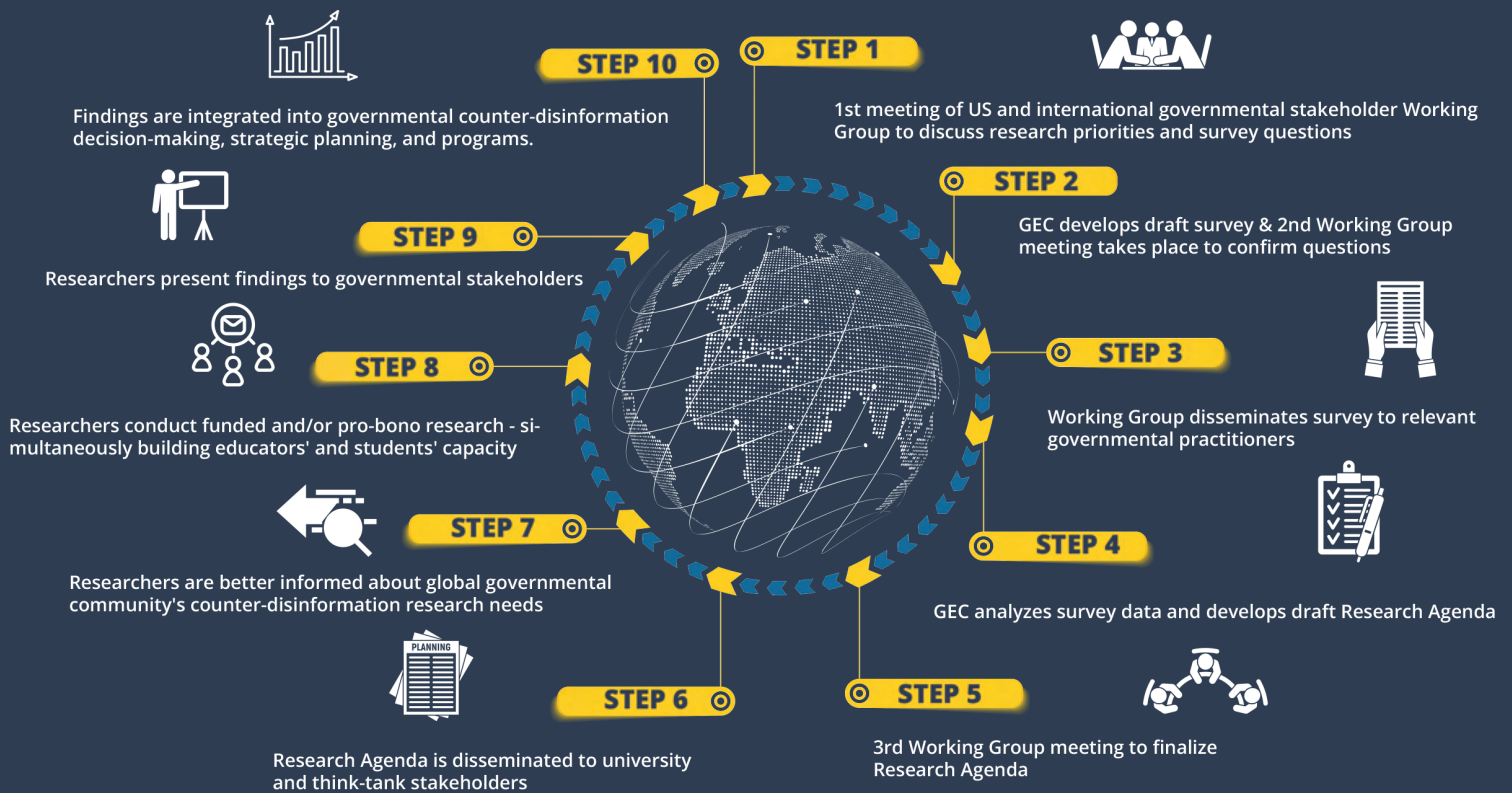 STEP 1
1st meeting of US and international governmental stakeholder Working
Group to discuss research priorities and survey questions
STEP 2
GEC develops draft survey & 2nd Working Group
meeting takes place to confirm questions
STEP 3
Working Group disseminates survey to relevant
governmental practitioners
STEP 4
GEC analyzes survey data and develops draft Research Agenda
STEP 5
3rd Working Group meeting to finalize
Research Agenda
STEP 6
PLANNING
Research Agenda is disseminated to university
and think-tank stakeholders
STEP 7
Researchers are better informed about global governmental
community's counter-disinformation research needs
STEP 8
Researchers conduct funded and/or pro-bono research - si-
multaneously building educators' and students' capacity
STEP 9
Researchers present findings to governmental stakeholders
STEP 10
Findings are integrated into governmental counter-disinformation
decision-making, strategic planning, and programs.